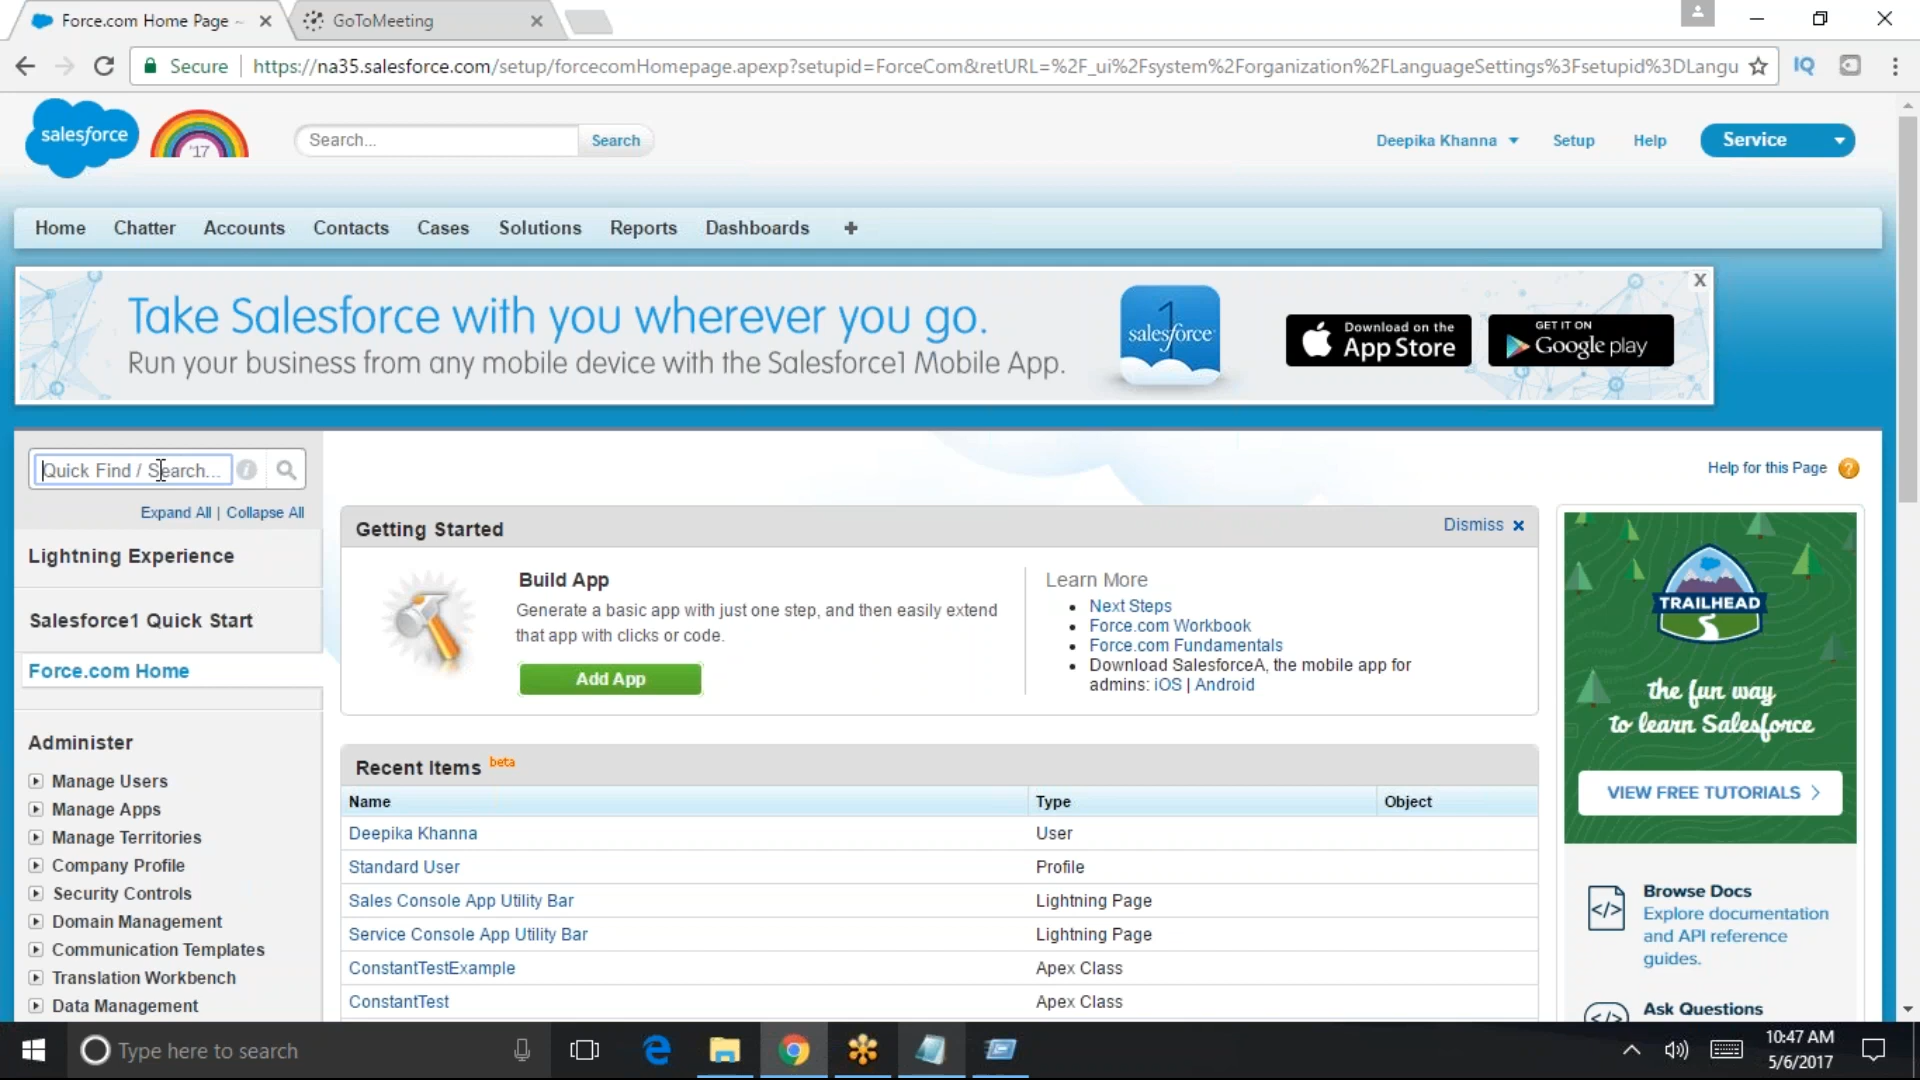 Force.com Home Page ~
GoToMeeting
Secure
https://na35.salesforce.com/setup/forcecomHomepage.apexp?setupid=ForceCom&retURL=%2F_ui%2Fsystem%2Forganization%2FLanguageSettings%3Fsetupid%3DLangu
IQ
salesforce
'17
Search...
Search
Deepika Khanna
Setup
Help
Service
Home
Chatter
Accounts
Contacts
Cases
Solutions
Reports
Dashboards
Take Salesforce with you wherever you go.
Run your business from any mobile device with the Salesforce1 Mobile App.
1
salesforce
Download on the
App Store
GET IT ON
Google play
X
Quick Find / Search...
Expand All | Collapse All
Lightning Experience
Salesforce1 Quick Start
Force.com Home
Administer
Manage Users
Manage Apps
Manage Territories
Company Profile
Security Controls
Domain Management
Communication Templates
Translation Workbench
Data Management
Help for this Page ?
Getting Started
Dismiss
Build App
Generate a basic app with just one step, and then easily extend
that app with clicks or code.
Add App
Learn More
Next Steps
Force.com Workbook
Force.com Fundamentals
Download SalesforceA, the mobile app for
admins: iOS | Android
Recent Items beta
Name Type Object
Deepika Khanna User
Standard User Profile
Sales Console App Utility Bar Lightning Page
Service Console App Utility Bar Lightning Page
ConstantTestExample Apex Class
ConstantTest Apex Class
TRAILHEAD
the fun way
to learn Salesforce
VIEW FREE TUTORIALS >
</>
Browse Docs
Explore documentation
and API reference
guides.
</>
Ask Questions
Type here to search
10:47 AM
5/6/2017